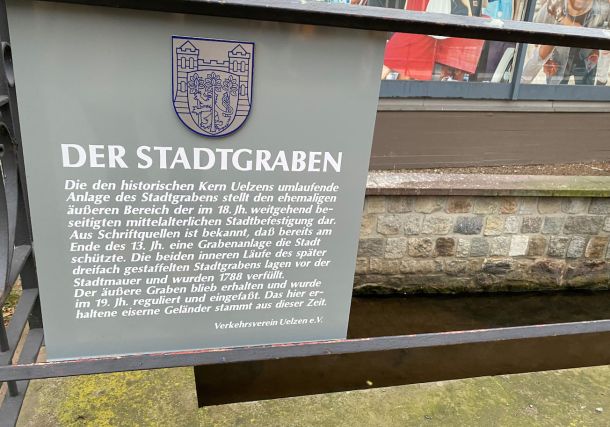 DER STADTGRABEN
Die den historischen Kern Uelzens umlaufende
Anlage des Stadtgrabens stellt den ehemaligen
äußeren Bereich der im 18. Jh. weitgehend be-
seitigten mittelalterlichen Stadtbefestigung dar.
Aus Schriftquellen ist bekannt, daß bereits am
Ende des 13. Jh. eine Grabenanlage die Stadt
schützte. Die beiden inneren Läufe des später
dreifach gestaffelten Stadtgrabens lagen vor der
Stadtmauer und wurden 1788 verfüllt.
Der äußere Graben blieb erhalten und wurde
im 19. Jh. reguliert und eingefaßt. Das hier er-
haltene eiserne Geländer stammt aus dieser Zeit.
Verkehrsverein Uelzen e.V.